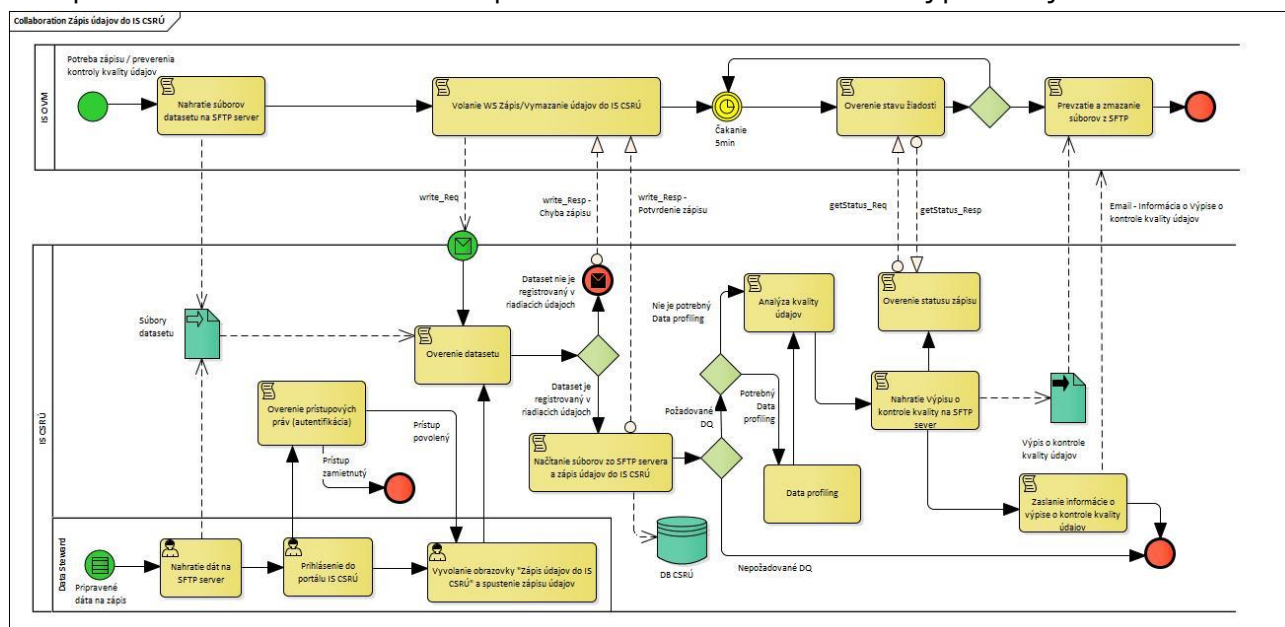 Collaboration Zápis údajov do IS CSRÚ
IS OVM
Potreba zápisu / preverenia
kontroly kvality údajov
Nahratie súborov
datasetu na SFTP server
Volanie WS Zápis/Vymazanie údajov do IS CSRÚ
Čakanie
5min
Overenie stavu žiadosti
Prevzatie a zmazanie
súborov z SFTP
write_Req
write_Resp -
Chyba zápisu
write_Resp -
Potvrdenie zápisu
getStatus_Req
getStatus_Resp
Email - Informácia o Výpise o
kontrole kvality údajov
IS CSRÚ
Súbory
datasetu
Overenie datasetu
Dataset nie je
registrovaný v
riadiacich údajoch
Dataset je
registrovaný v
riadiacich údajoch
Overenie prístupových
práv (autentifikácia)
Prístup
povolený
Prístup
zamietnutý
Načítanie súborov zo SFTP servera
a zápis údajov do IS CSRÚ
DB CSRÚ
Požadované
DQ
Nepožadované DQ
Nie je potrebný
Data profiling
Potrebný
Data
profiling
Data profiling
Analýza kvality
údajov
Overenie statusu zápisu
Nahratie Výpisu o
kontrole kvality na SFTP
sever
Výpis o kontrole
kvality údajov
Zaslanie informácie o
výpise o kontrole kvality
údajov
Data Steward
Pripravené
dáta na zápis
Nahratie dát na
SFTP server
Prihlásenie do
portálu IS CSRÚ
Vyvolanie obrazovky "Zápis údajov do IS
CSRÚ" a spustenie zápisu údajov